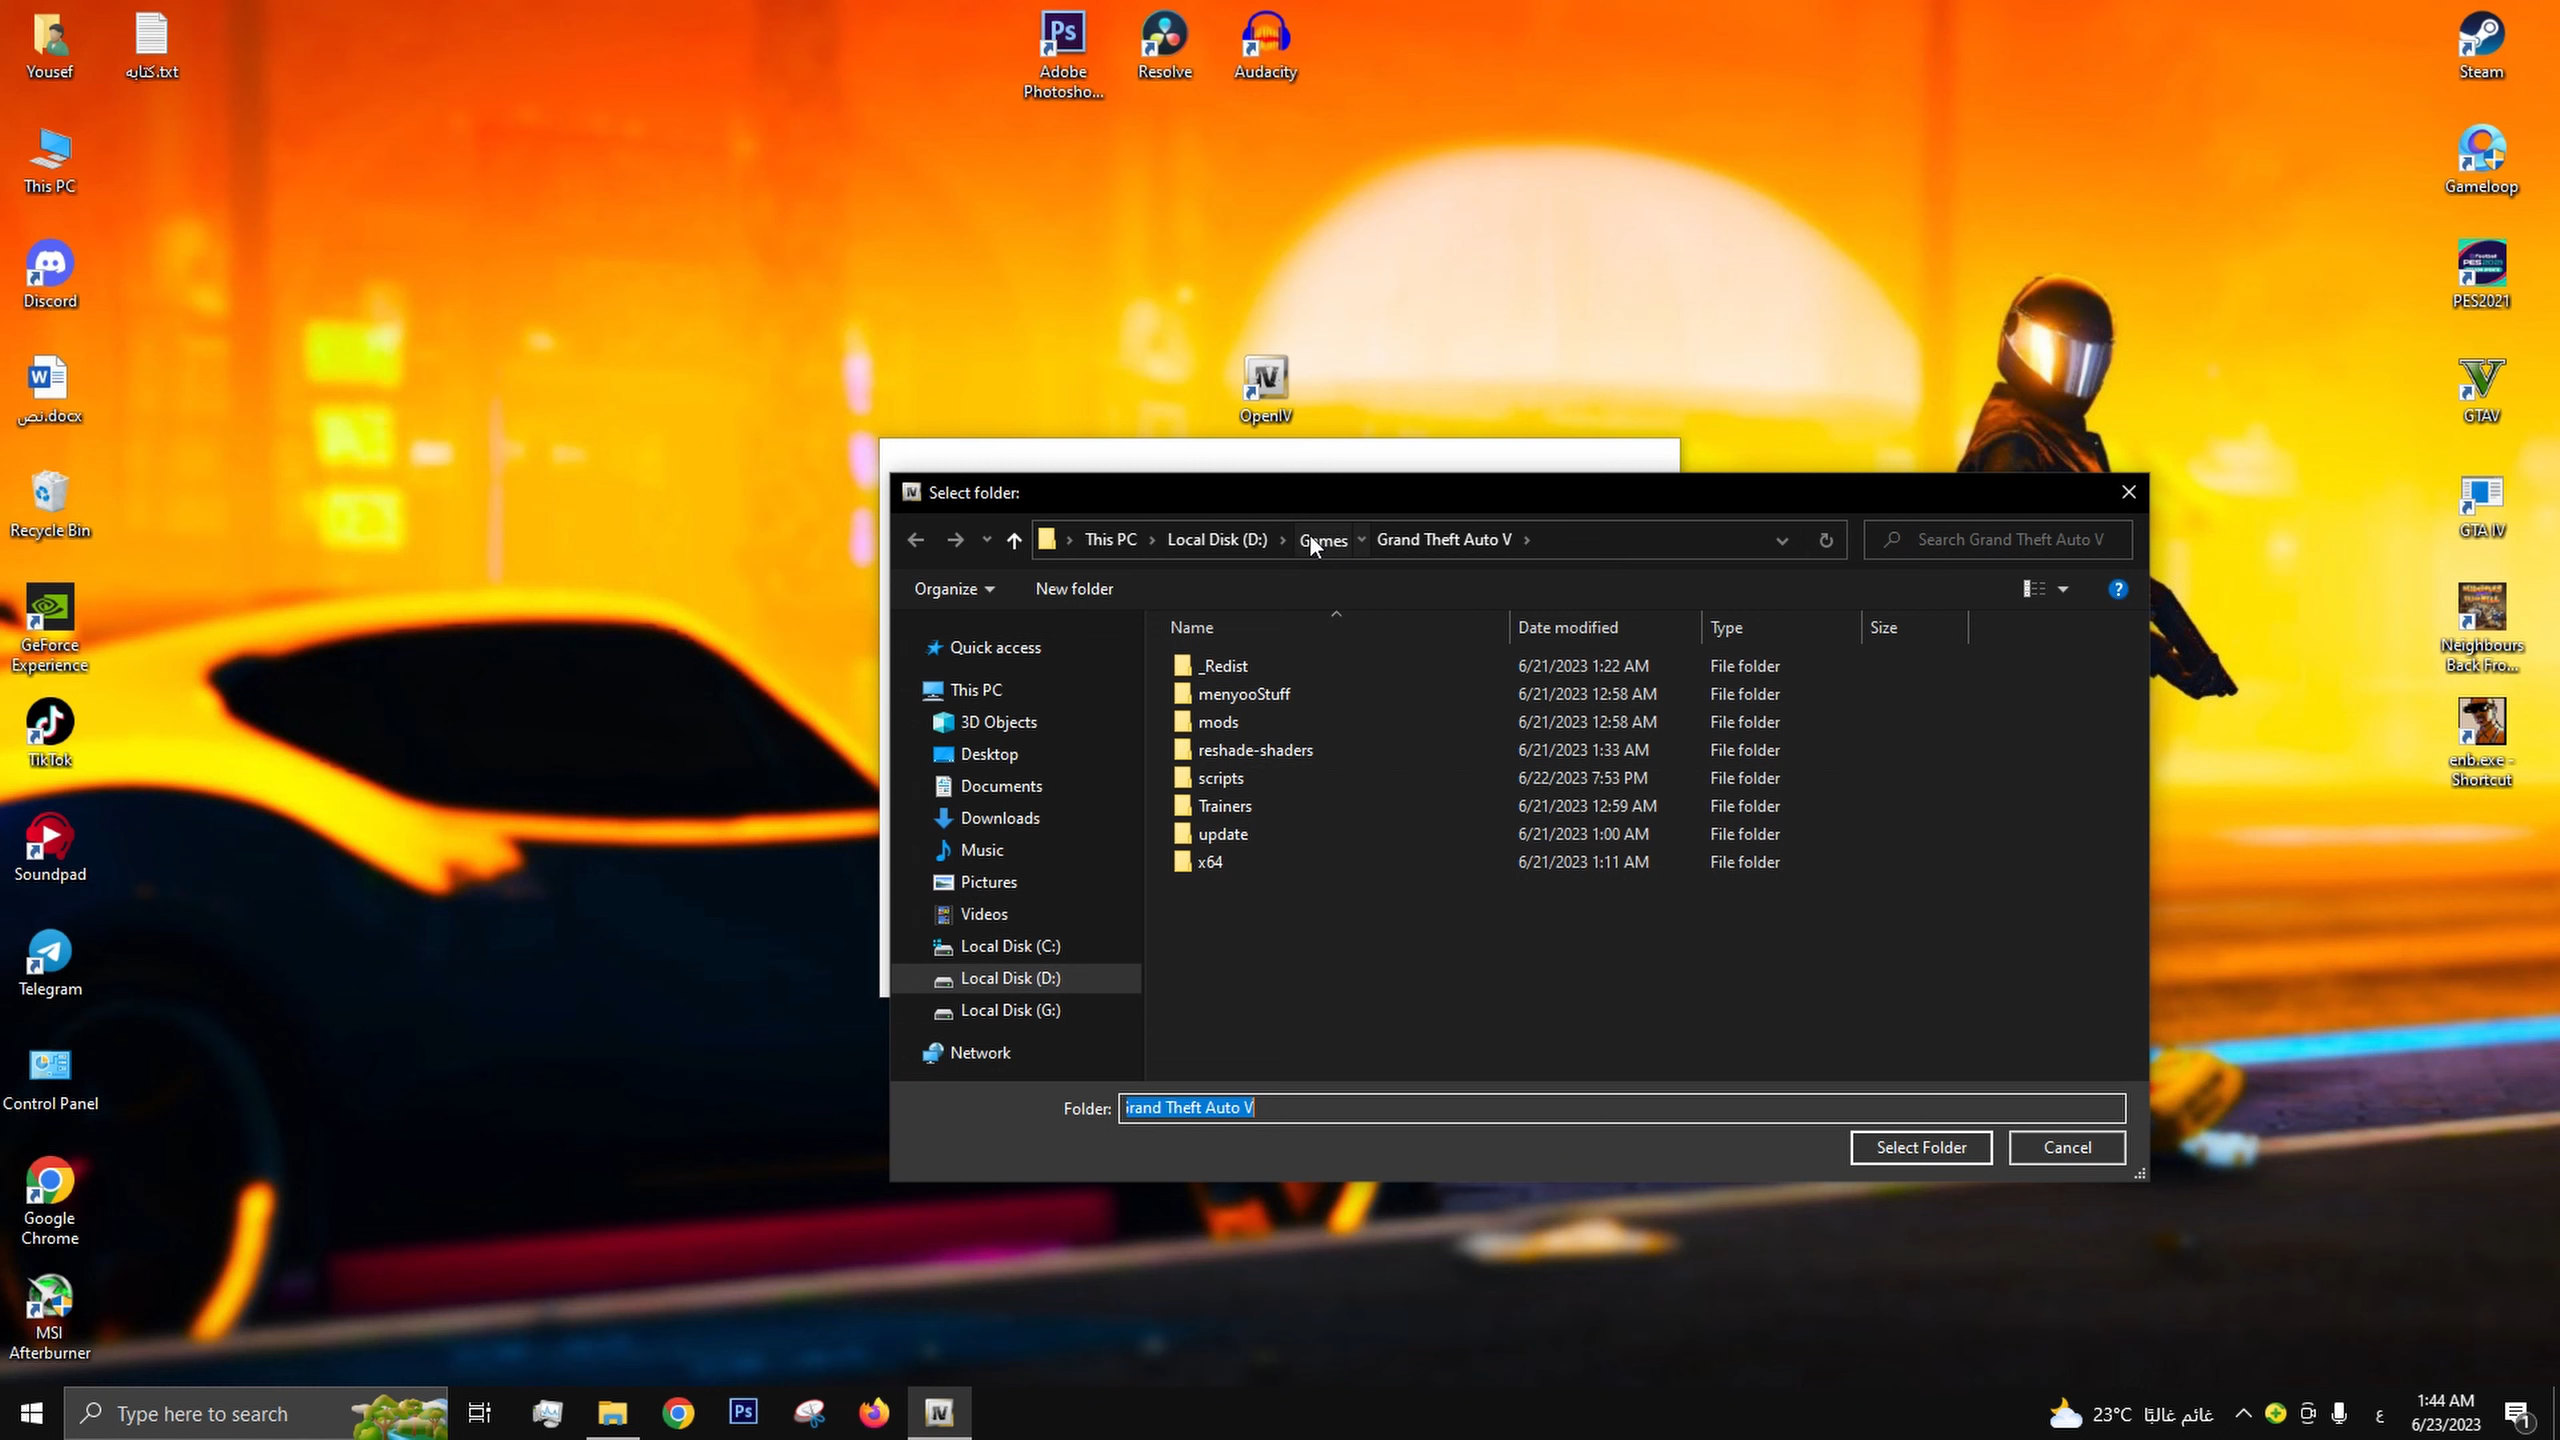 Yousef
كتابه.txt
Adobe
Photosho...
Resolve
Audacity
Steam
This PC
Gameloop
Discord
PES2021
نص.docx
OpenIV
GTAV
Recycle Bin
GTA IV
GeForce
Experience
Neighbours
Back Fro...
TikTok
enb.exe -
Shortcut
Soundpad
Telegram
Control Panel
Google
Chrome
MSI
Afterburner
Select folder:
This PC
Local Disk (D:)
Games
Grand Theft Auto V
Search Grand Theft Auto V
Organize
New folder
Name
Date modified
Type
Size
Quick access
This PC
3D Objects
Desktop
Documents
Downloads
Music
Pictures
Videos
Local Disk (C:)
Local Disk (D:)
Local Disk (G:)
Network
_Redist 6/21/2023 1:22 AM File folder
menyooStuff 6/21/2023 12:58 AM File folder
mods 6/21/2023 12:58 AM File folder
reshade-shaders 6/21/2023 1:33 AM File folder
scripts 6/22/2023 7:53 PM File folder
Trainers 6/21/2023 12:59 AM File folder
update 6/21/2023 1:00 AM File folder
x64 6/21/2023 1:11 AM File folder
Folder: Grand Theft Auto V
Select Folder
Cancel
Type here to search
23°C غائم غالبًا
ع
1:44 AM
6/23/2023
1